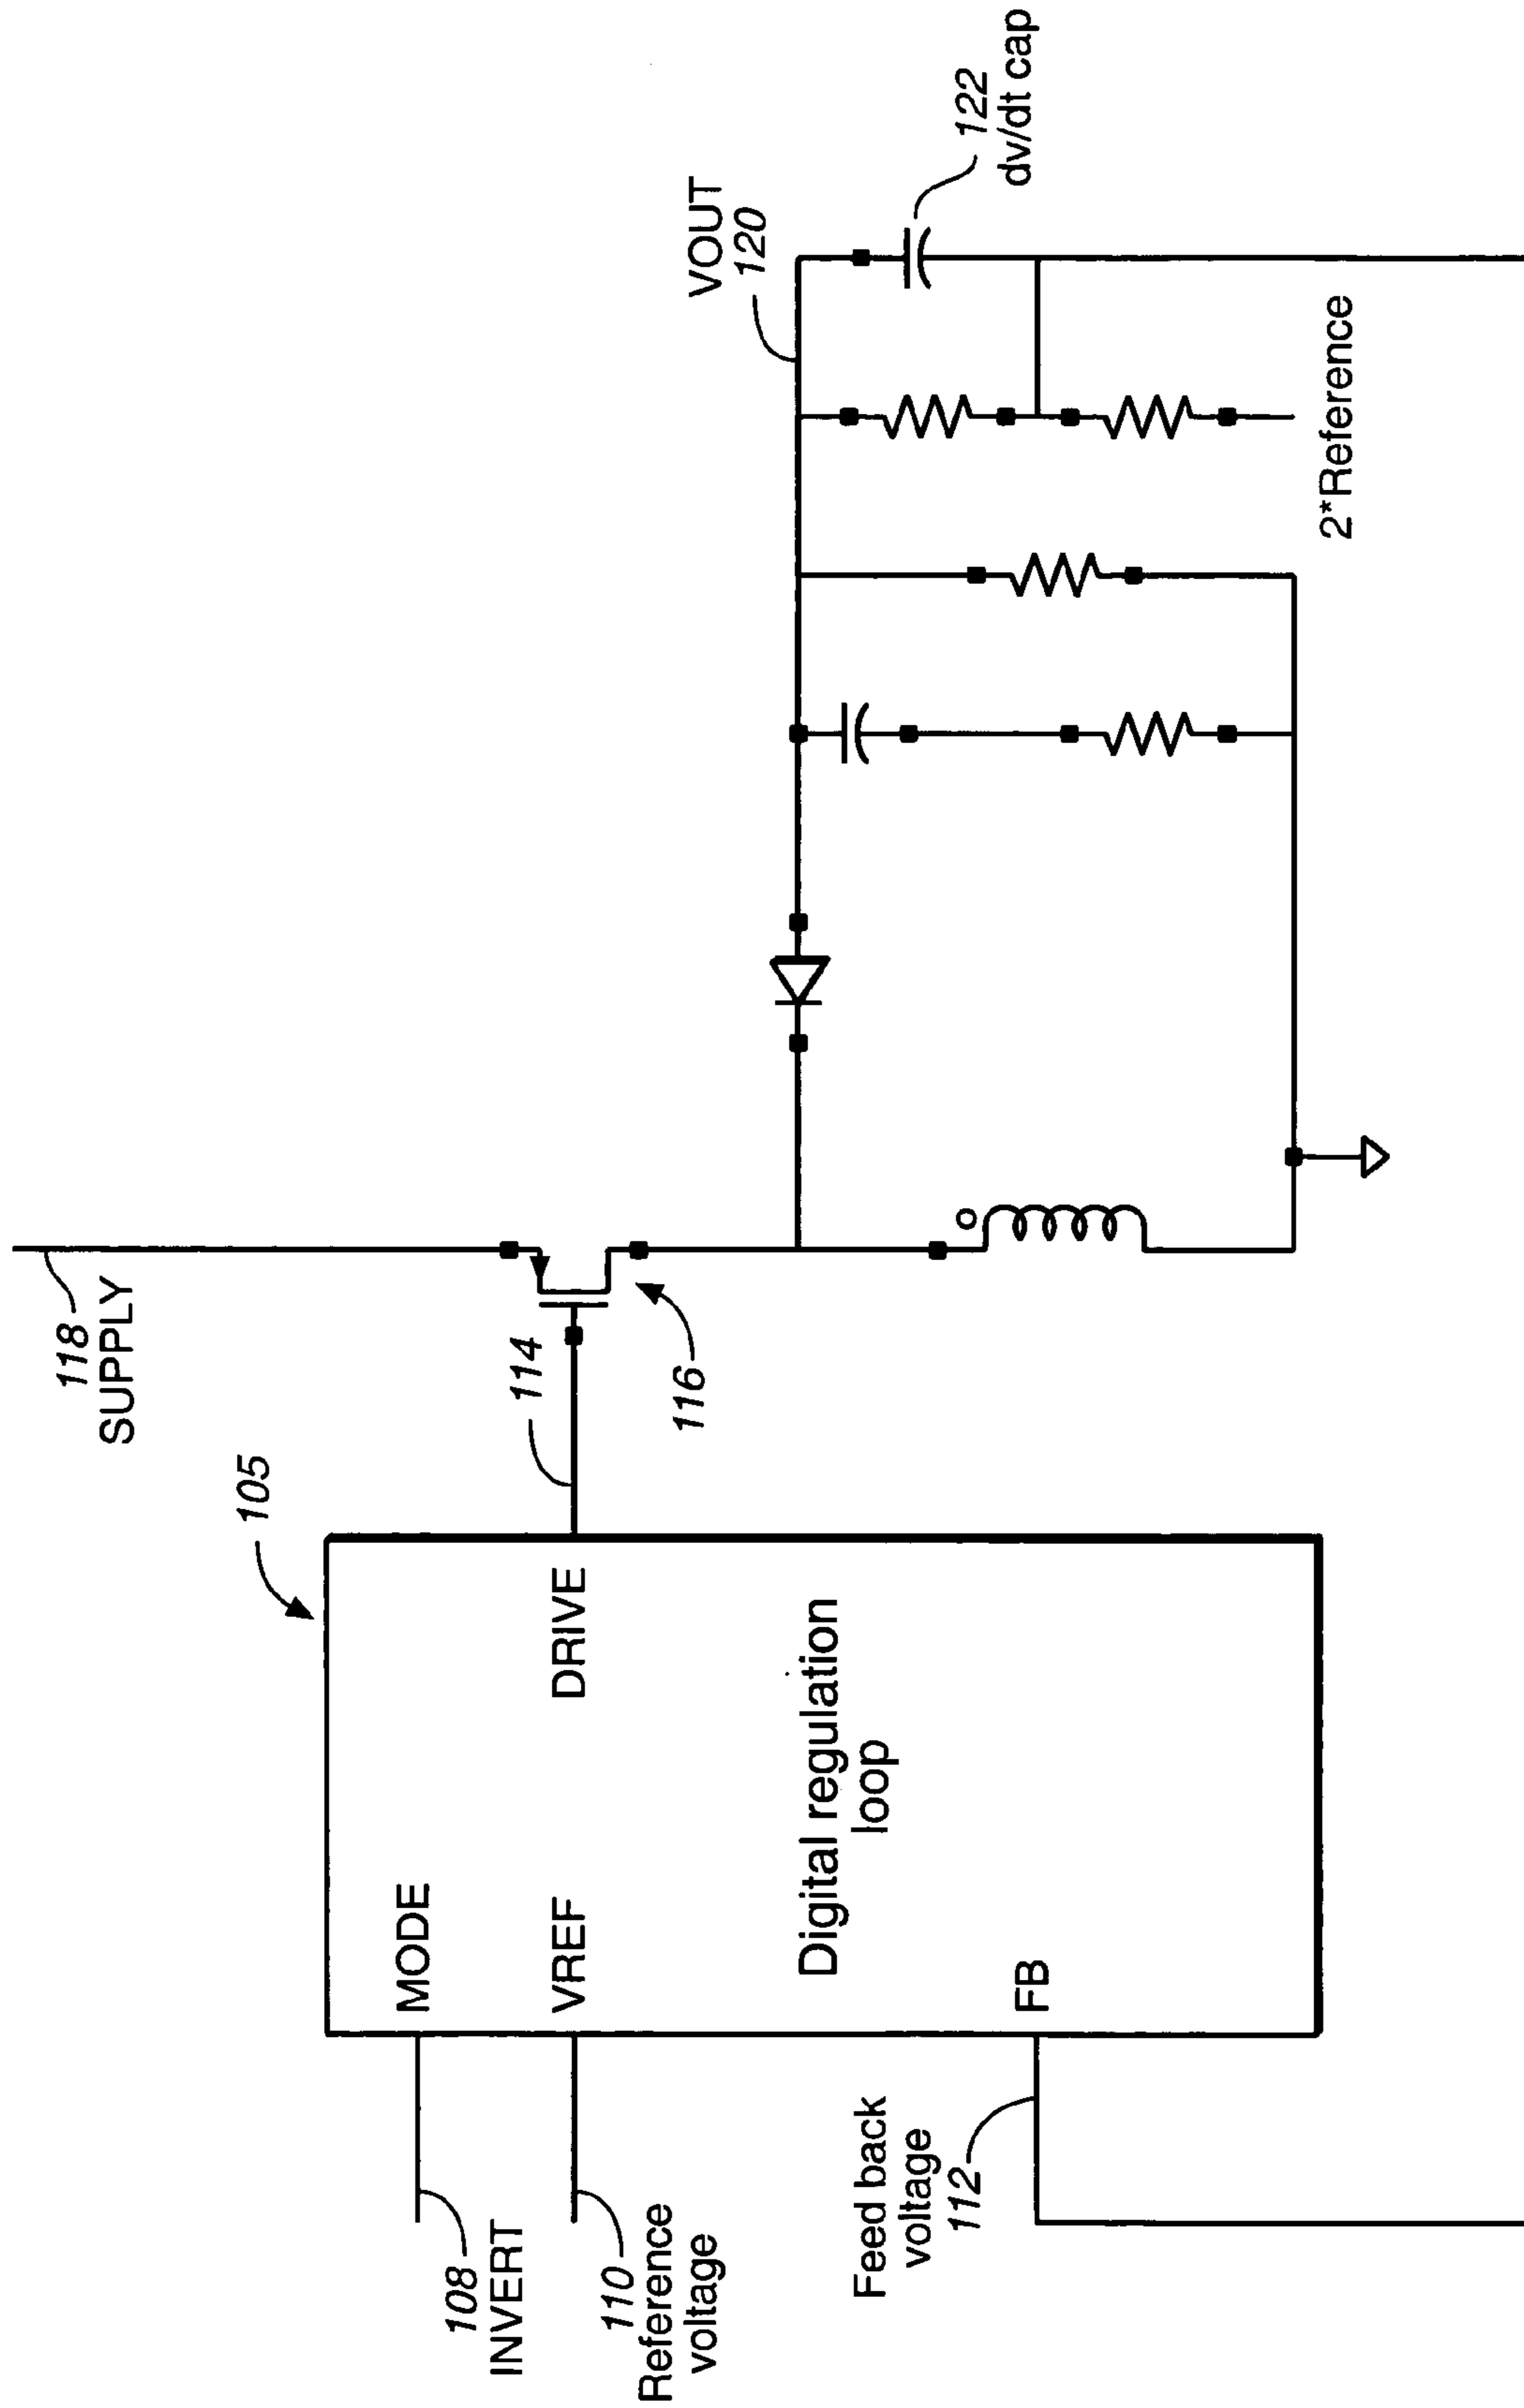 118
SUPPLY
105
114
116
VOUT
120
122
dv/dt cap
MODE
VREF
DRIVE
Digital regulation
loop
FB
108
INVERT
110
Reference
voltage
Feed back
voltage
112
2*Reference